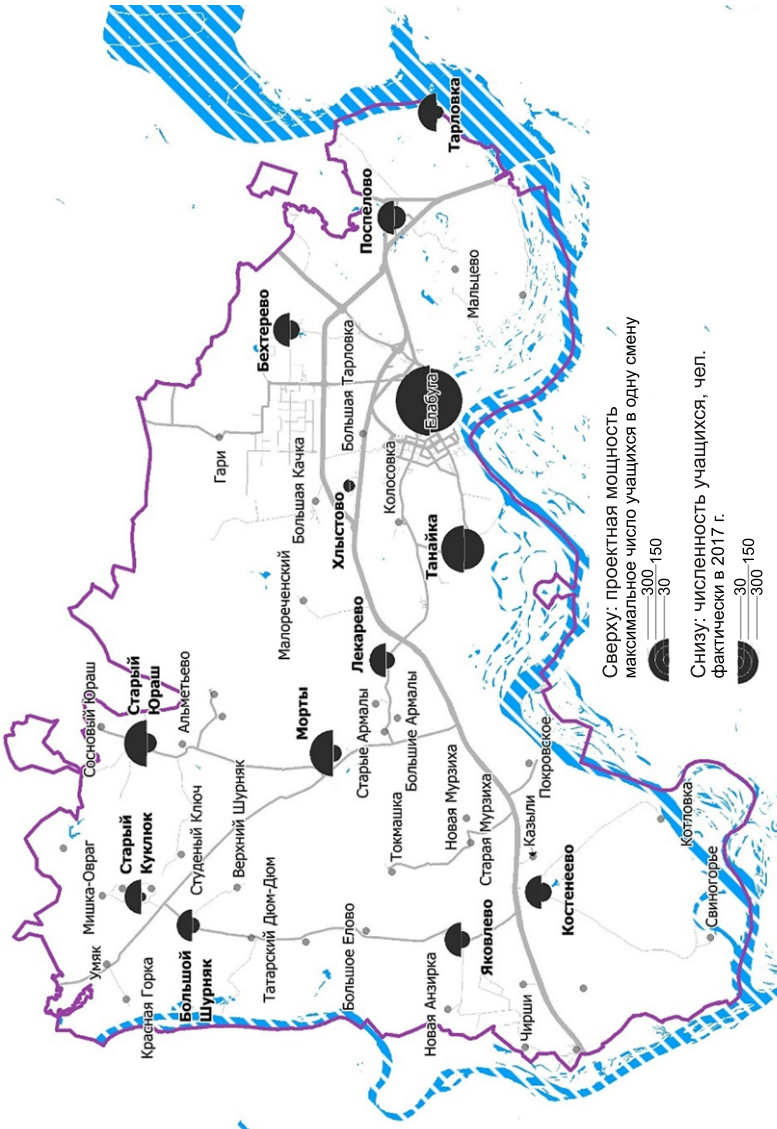 Тарловка
Поспелово
Мальцево
Бехтерево
Большая Тарловка
Елабуга
Гари
Большая Качка
Хлыстово
Колосовка
Танайка
Малореченский
Лекарево
Сосновый Юраш
Старый
Юраш
Альметьево
Морты
Старые Армалы
Большие Армалы
Мишка-Овраг
Старый
Куклюк
Студеный Ключ
Верхний Шурняк
Токмашка
Новая Мурзиха
Старая Мурзиха
Покровское
Казыли
Умяк
Красная Горка
Большой
Шурняк
Татарский Дюм-Дюм
Большое Елово
Яковлево
Костенеево
Котловка
Свиногорье
Новая Анзирка
Чирши
Сверху: проектная мощность
максимальное число учащихся в одну смену
300
150
30
Снизу: численность учащихся, чел.
фактически в 2017 г.
30
150
300